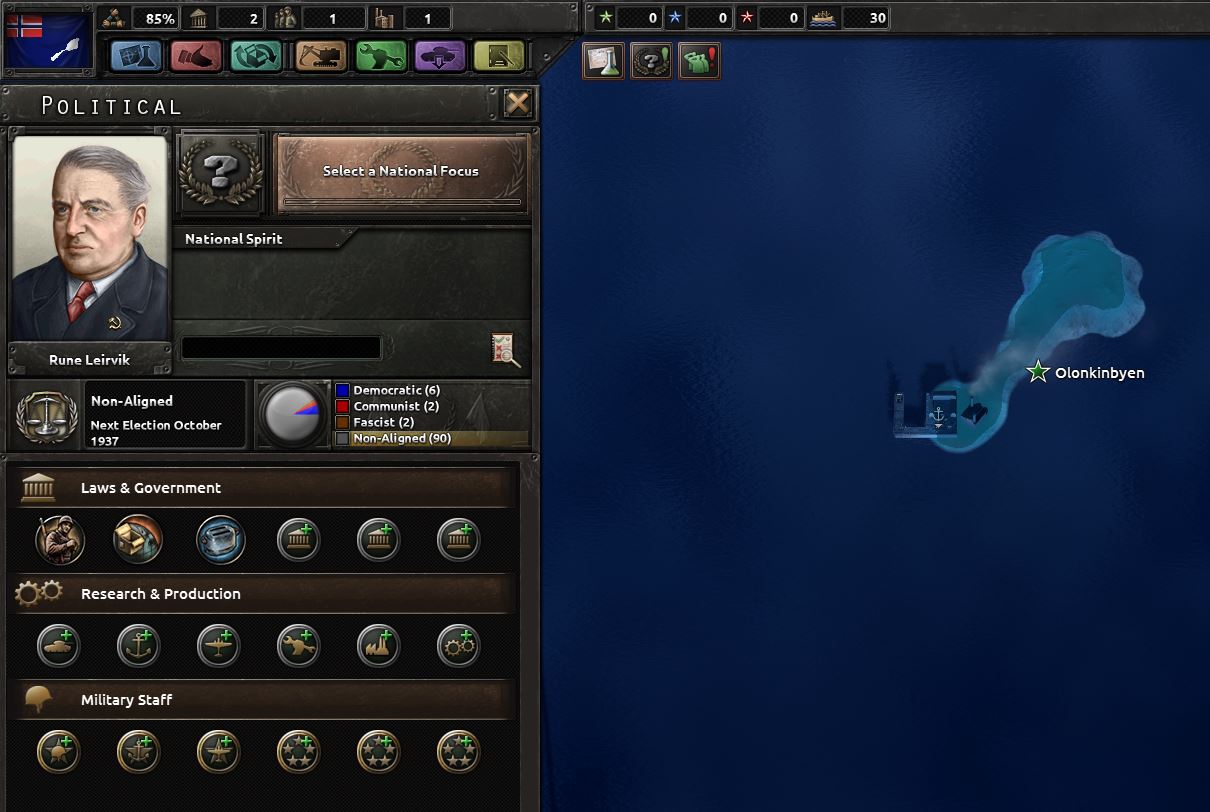 85% 2 1 1 0 0 0 30
POLITICAL
Select a National Focus
National Spirit
Rune Leirvik
Non-Aligned
Next Election October
1937
Democratic (6)
Communist (2)
Fascist (2)
Non-Aligned (90)
Olonkinbyen
Laws & Government
Research & Production
Military Staff